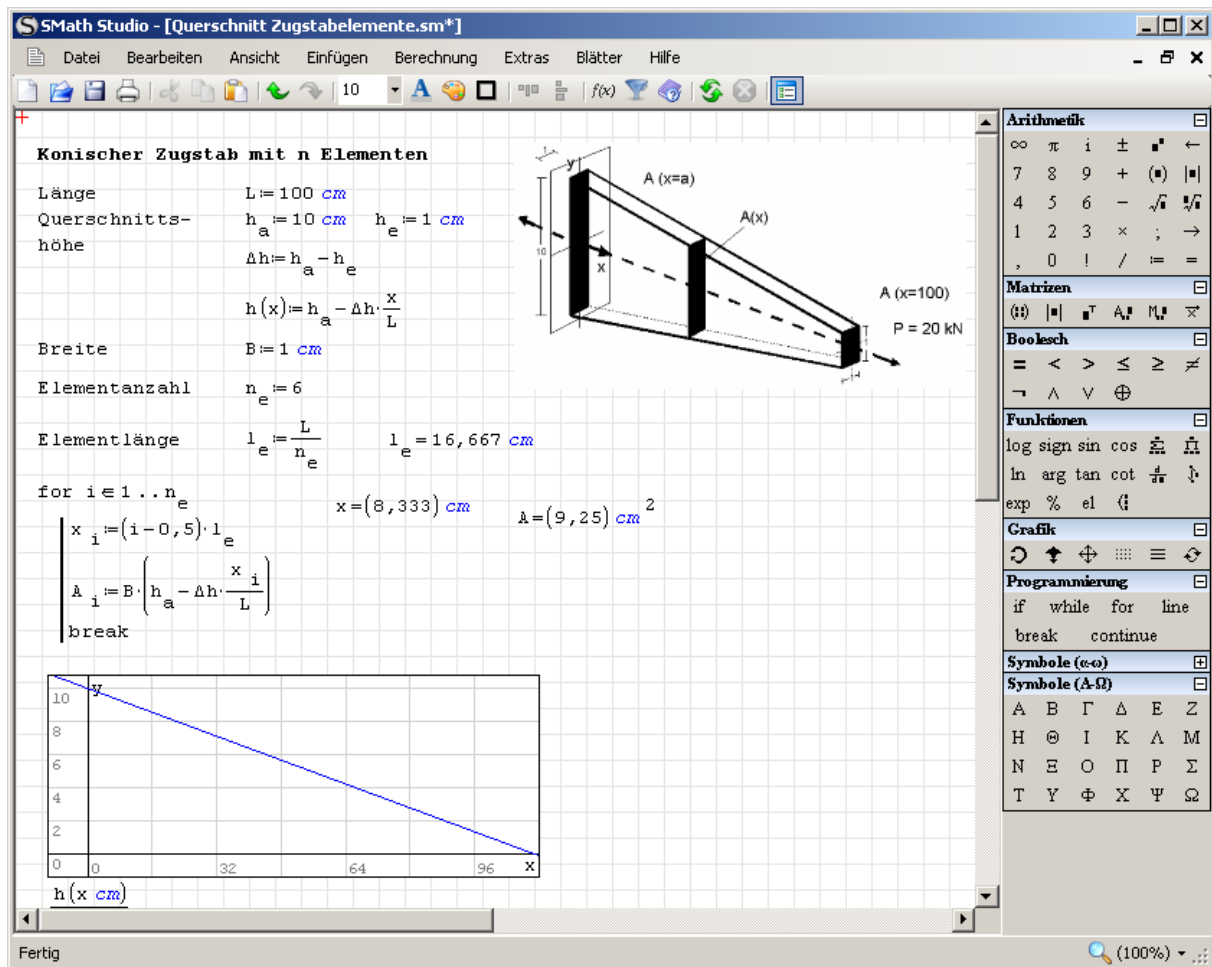 SMath Studio - [Querschnitt Zugstabelemente.sm*]
Datei Bearbeiten Ansicht Einfügen Berechnung Extras Blätter Hilfe
10 A f(x)
Konischer Zugstab mit n Elementen
Länge L:=100 cm
Querschnitts-
höhe
h_a:=10 cm h_e:=1 cm
Δh:=h_a-h_e
h(x):=h_a-Δh·x/L
Breite B:=1 cm
Elementanzahl n_e:=6
Elementlänge l_e:=L/n_e l_e=16,667 cm
for i∈1..n_e
x_i:=(i-0,5)·l_e
A_i:=B·(h_a-Δh·x_i/L)
break
x=(8,333) cm
A=(9,25) cm^2
y
A (x=a)
A(x)
10
x
A (x=100)
P = 20 kN
y
10
8
6
4
2
0
0 32 64 96 x
h(x cm)
Arithmetik
∞ π i ± ←
7 8 9 + (■) |■|
4 5 6 - √
1 2 3 × ; →
, 0 ! / := =
Matrizen
Boolesch
= < > ≤ ≥ ≠
¬ ∧ ∨ ⊕
Funktionen
log sign sin cos
ln arg tan cot
exp % el
Grafik
Programmierung
if while for line
break continue
Symbole (α-ω)
Symbole (A-Ω)
Α Β Γ Δ Ε Ζ
Η Θ Ι Κ Λ Μ
Ν Ξ Ο Π Ρ Σ
Τ Υ Φ Χ Ψ Ω
Fertig (100%)